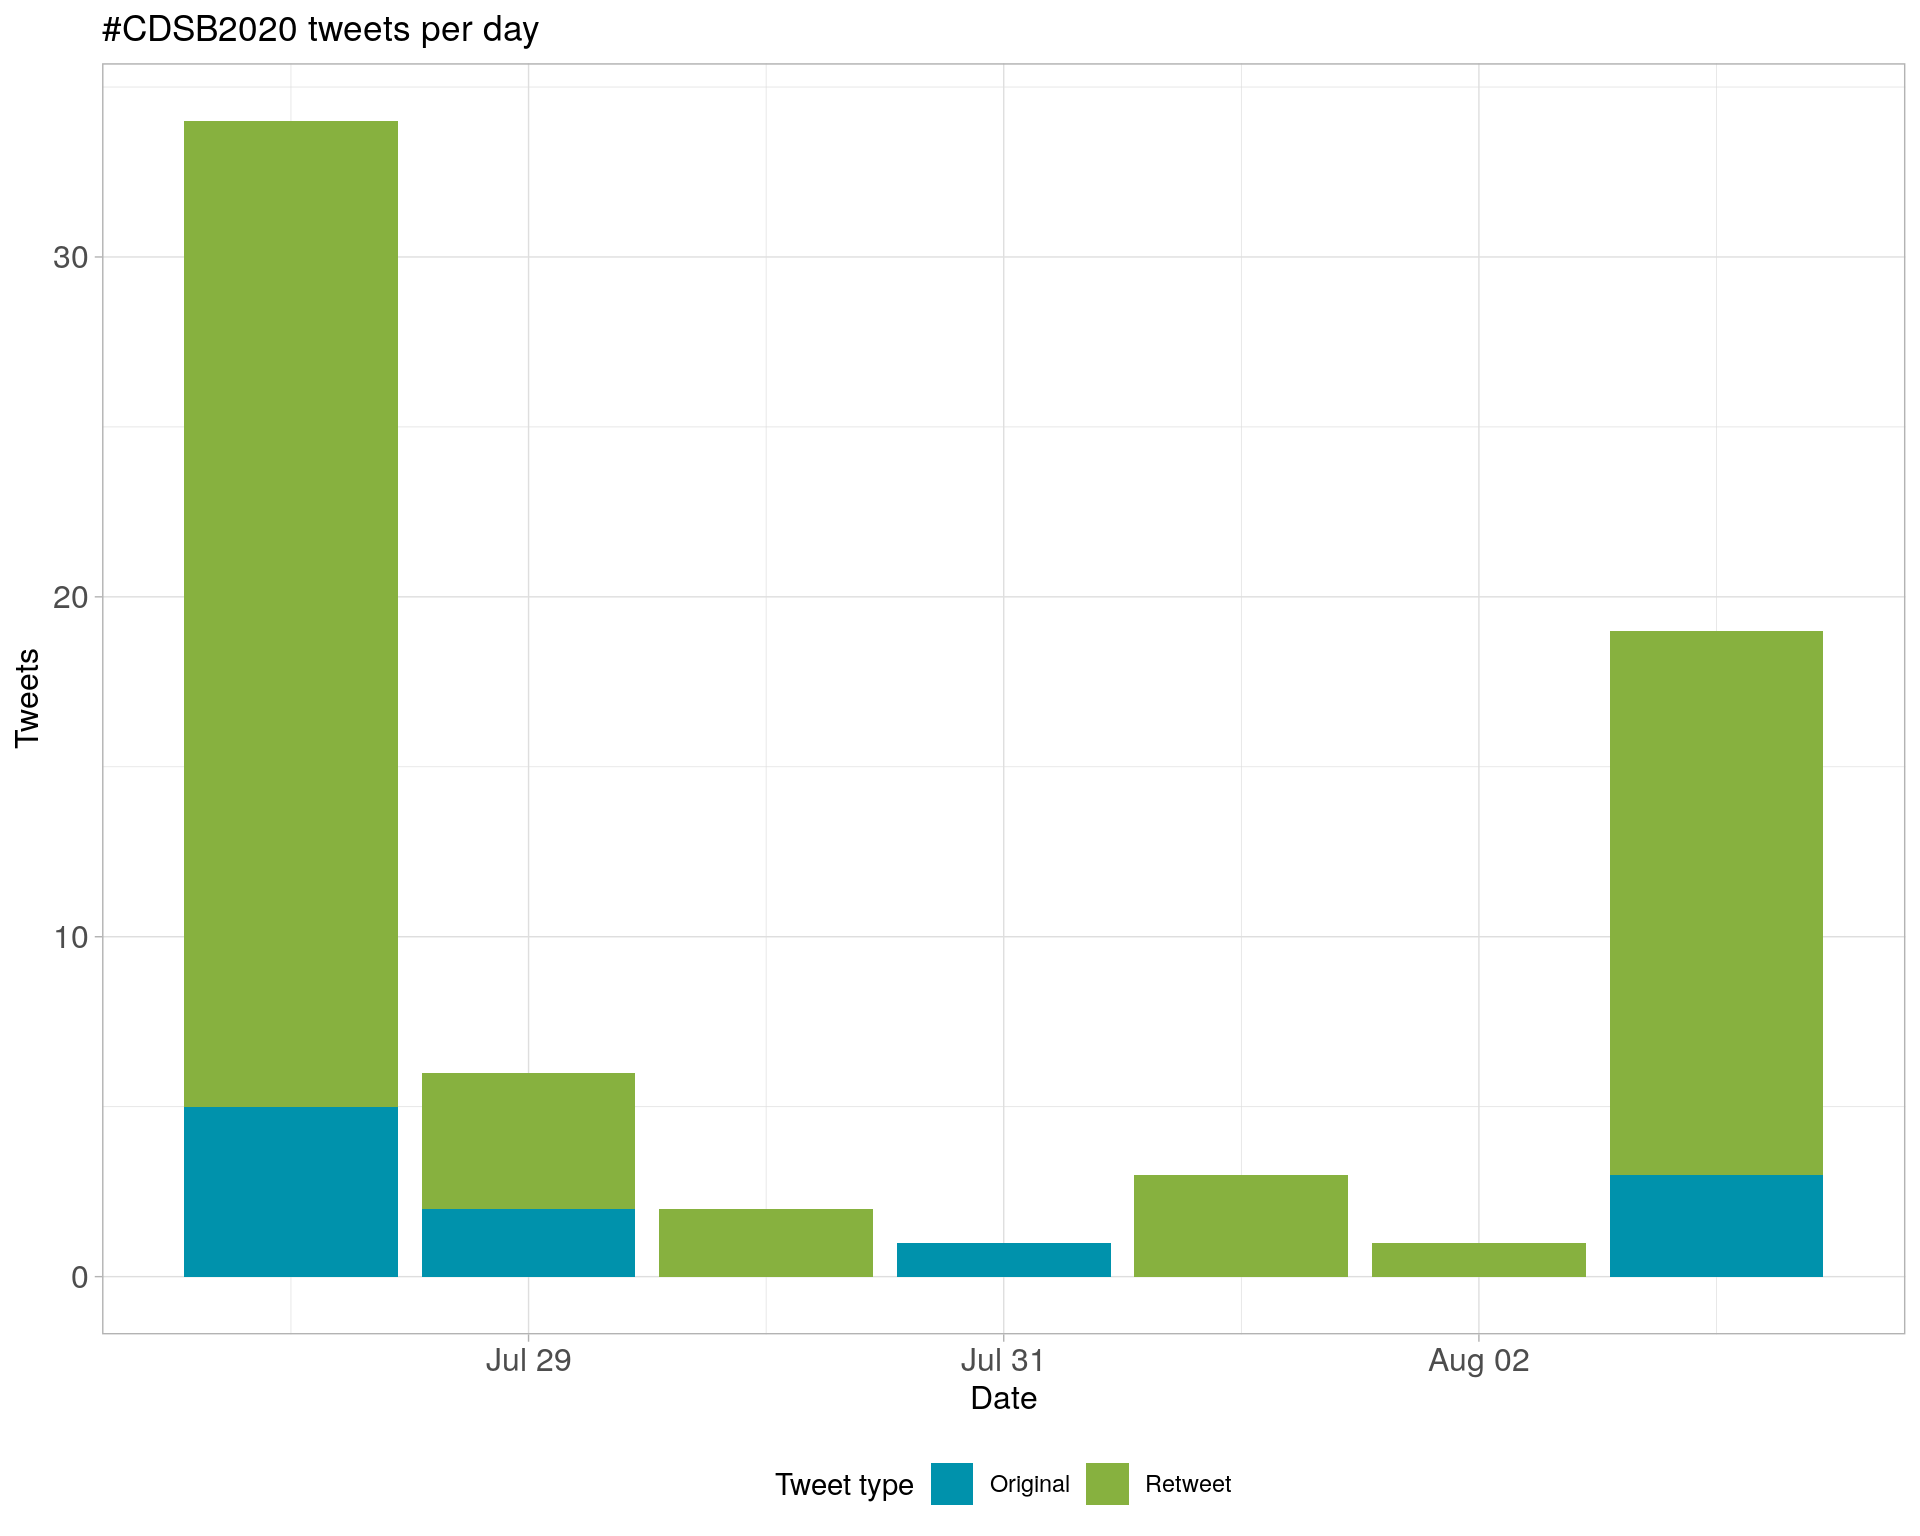 #CDSB2020 tweets per day
Tweets
30
20
10
0
Jul 29 Jul 31 Aug 02
Date
Tweet type Original Retweet